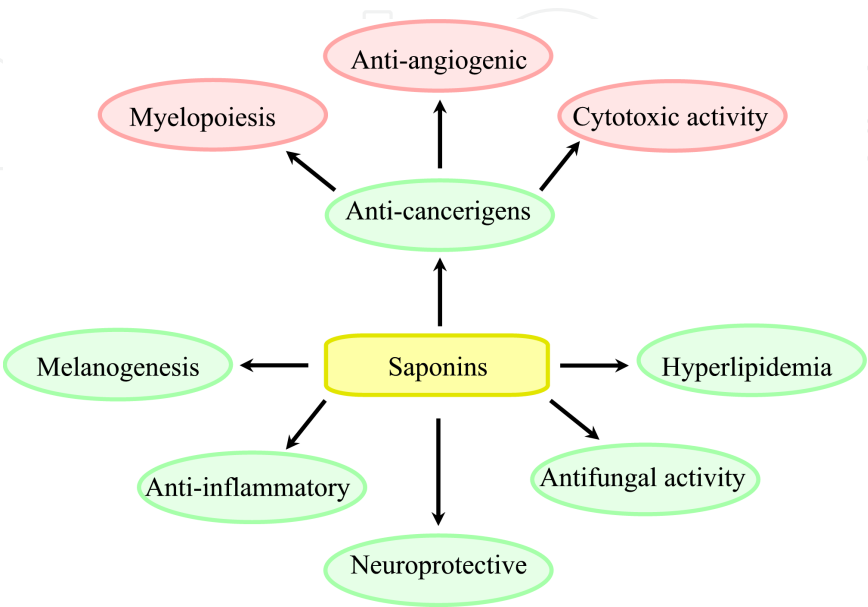 Anti-angiogenic
Myelopoiesis
Cytotoxic activity
Anti-cancerigens
Melanogenesis
Saponins
Hyperlipidemia
Anti-inflammatory
Antifungal activity
Neuroprotective